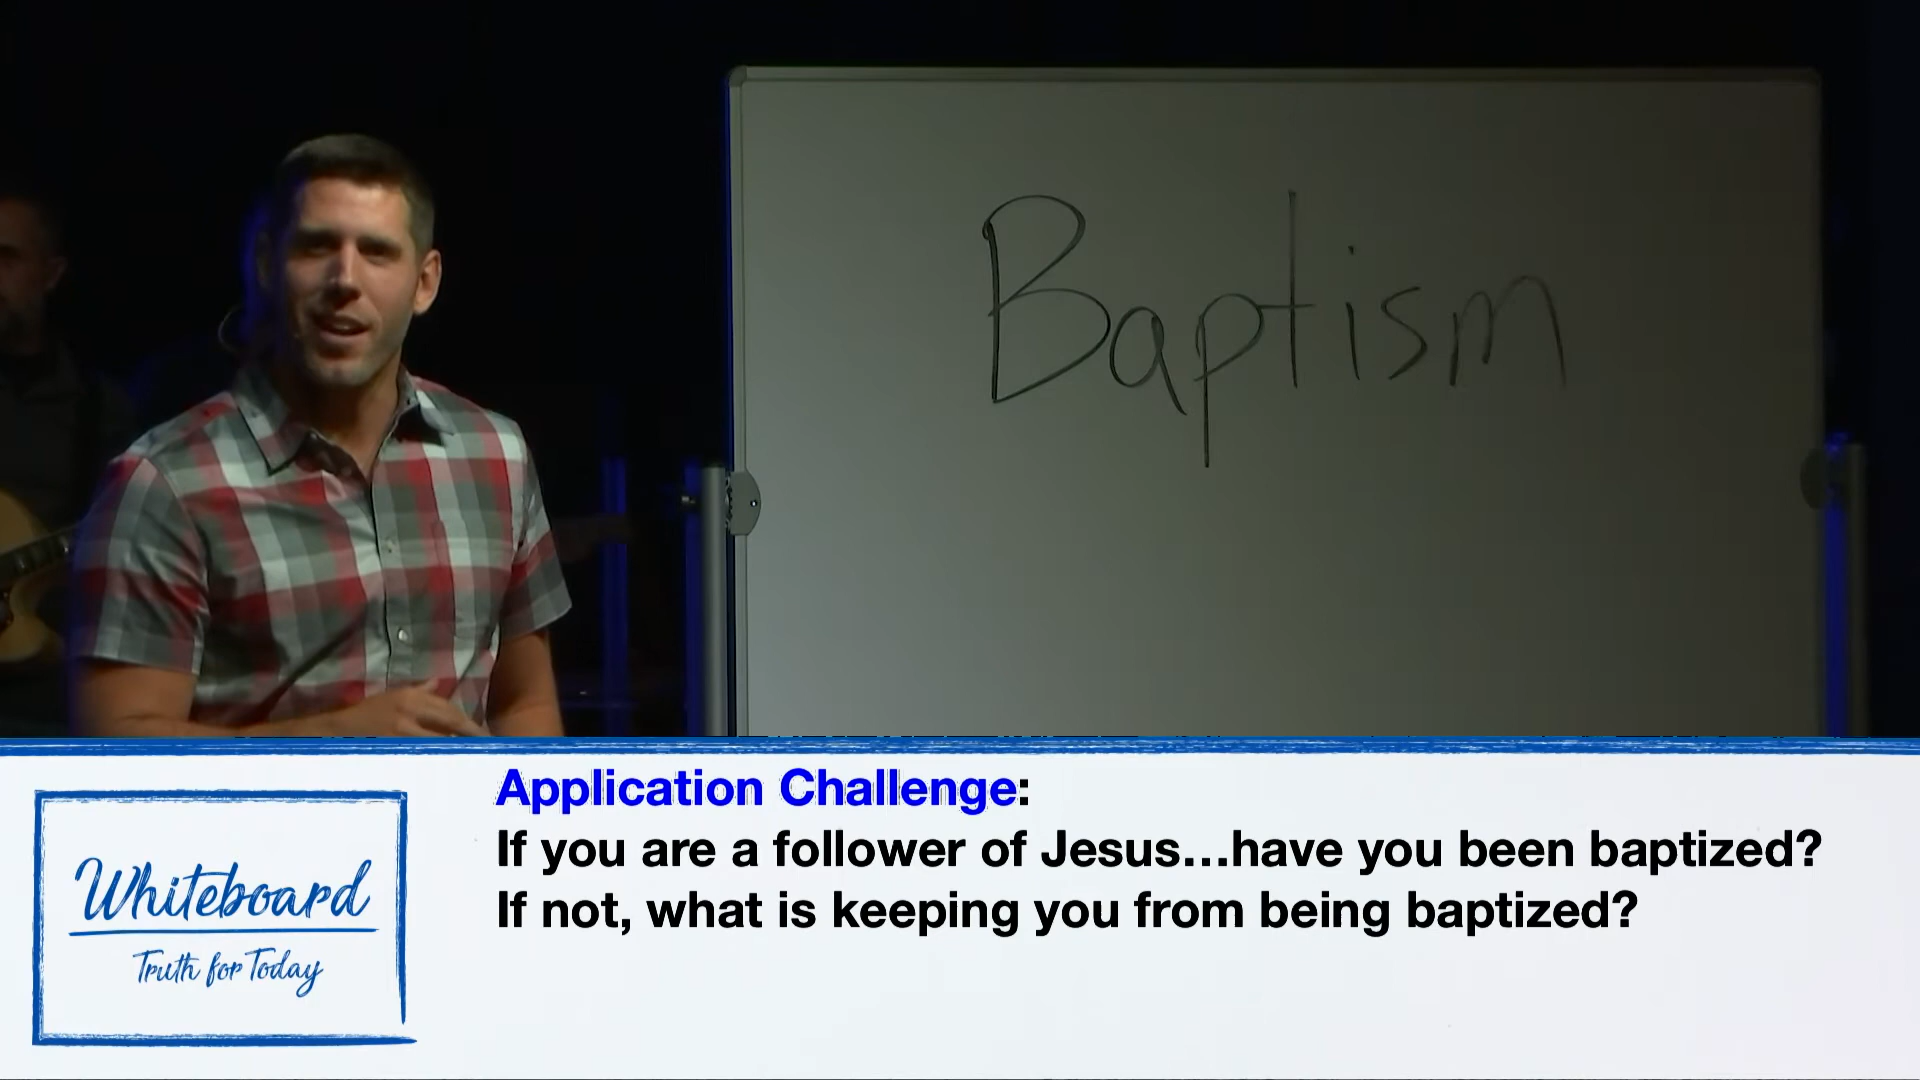 Baptism
Application Challenge:
If you are a follower of Jesus...have you been baptized?
If not, what is keeping you from being baptized?
Whiteboard
Truth for Today